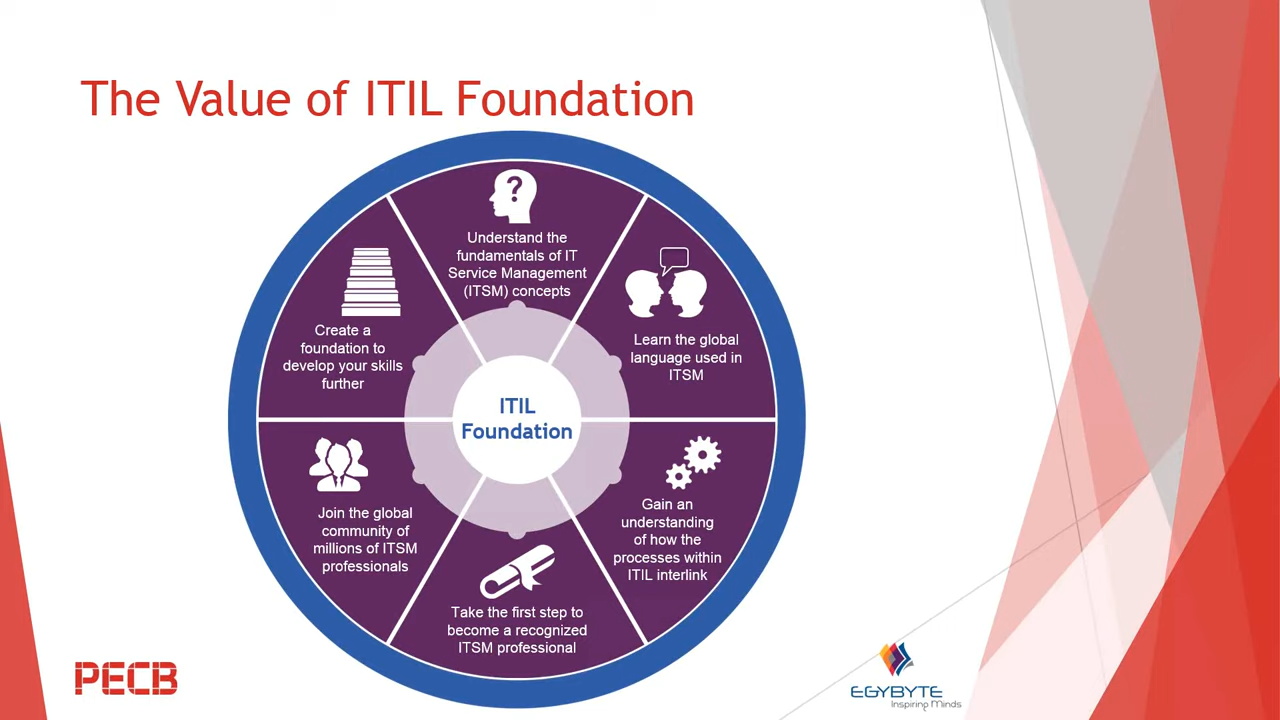 The Value of ITIL Foundation
?
Understand the
fundamentals of IT
Service Management
(ITSM) concepts
Learn the global
language used in
ITSM
Gain an
understanding
of how the
processes within
ITIL interlink
Take the first step to
become a recognized
ITSM professional
Join the global
community of
millions of ITSM
professionals
Create a
foundation to
develop your skills
further
ITIL
Foundation
PECB
EGYBYTE
Inspiring Minds